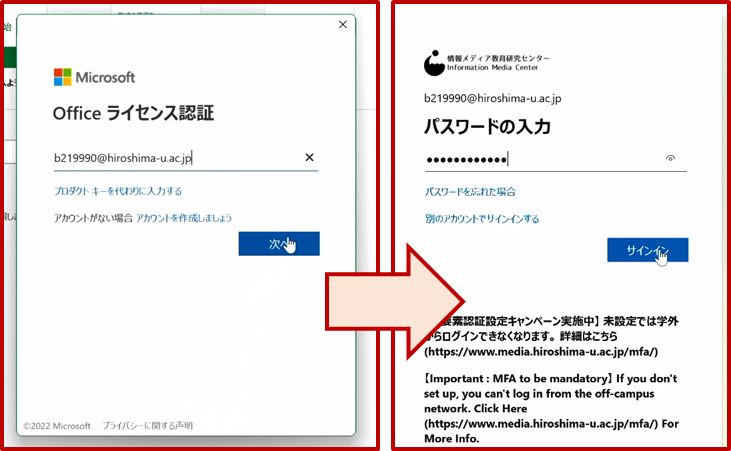 Microsoft
Office ライセンス認証
b219990@hiroshima-u.ac.jp
プロダクト キーを代わりに入力する
アカウントがない場合 アカウントを作成しましょう
次へ
©2022 Microsoft プライバシーに関する声明
情報メディア教育研究センター
Information Media Center
b219990@hiroshima-u.ac.jp
パスワードの入力
パスワードを忘れた場合
別のアカウントでサインインする
サインイン
要素認証設定キャンペーン実施中】未設定では学外
からログインできなくなります。詳細はこちら
(https://www.media.hiroshima-u.ac.jp/mfa/)
【Important : MFA to be mandatory】If you don't
set up, you can't log in from the off-campus
network. Click Here
(https://www.media.hiroshima-u.ac.jp/mfa/) For
More Info.